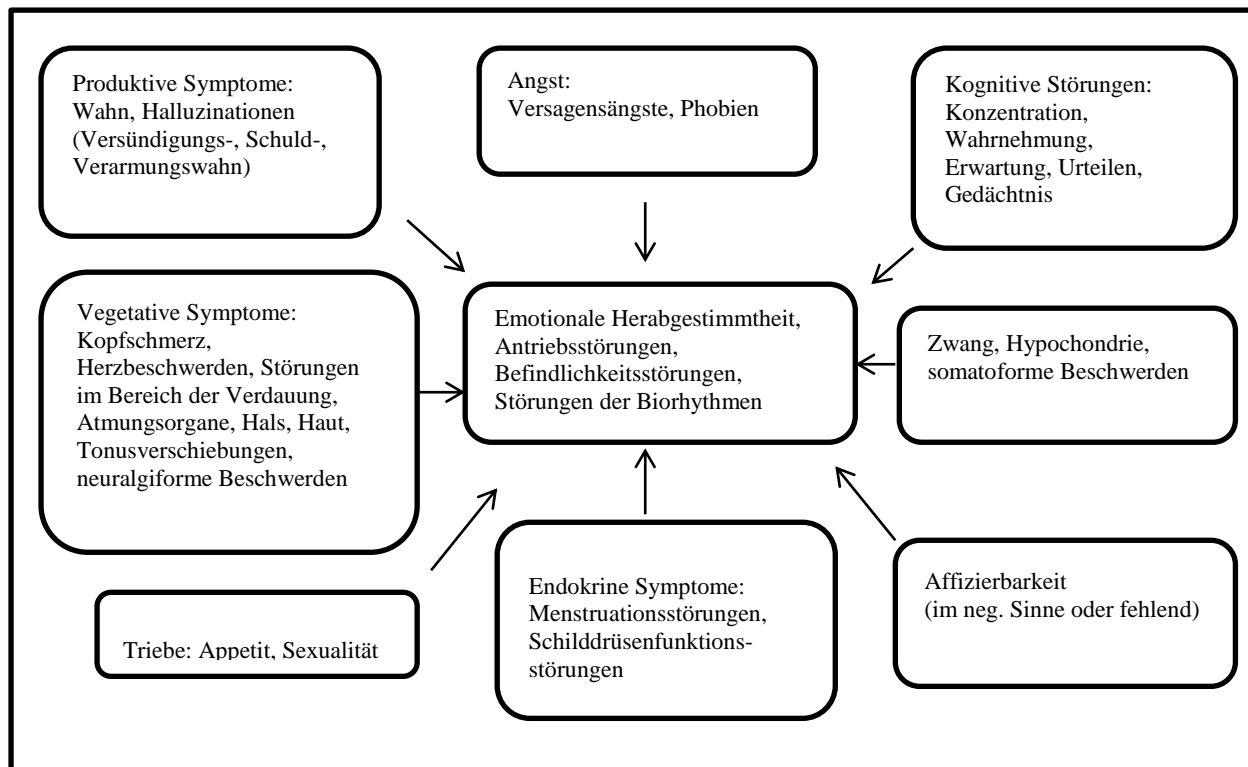 Produktive Symptome:
Wahn, Halluzinationen
(Versündigungs-, Schuld-,
Verarmungswahn)
Angst:
Versagensängste, Phobien
Kognitive Störungen:
Konzentration,
Wahrnehmung,
Erwartung, Urteilen,
Gedächtnis
Vegetative Symptome:
Kopfschmerz,
Herzbeschwerden, Störungen
im Bereich der Verdauung,
Atmungsorgane, Hals, Haut,
Tonusverschiebungen,
neuralgiforme Beschwerden
Emotionale Herabgestimmtheit,
Antriebsstörungen,
Befindlichkeitsstörungen,
Störungen der Biorhythmen
Zwang, Hypochondrie,
somatoforme Beschwerden
Triebe: Appetit, Sexualität
Endokrine Symptome:
Menstruationsstörungen,
Schilddrüsenfunktions-
störungen
Affizierbarkeit
(im neg. Sinne oder fehlend)